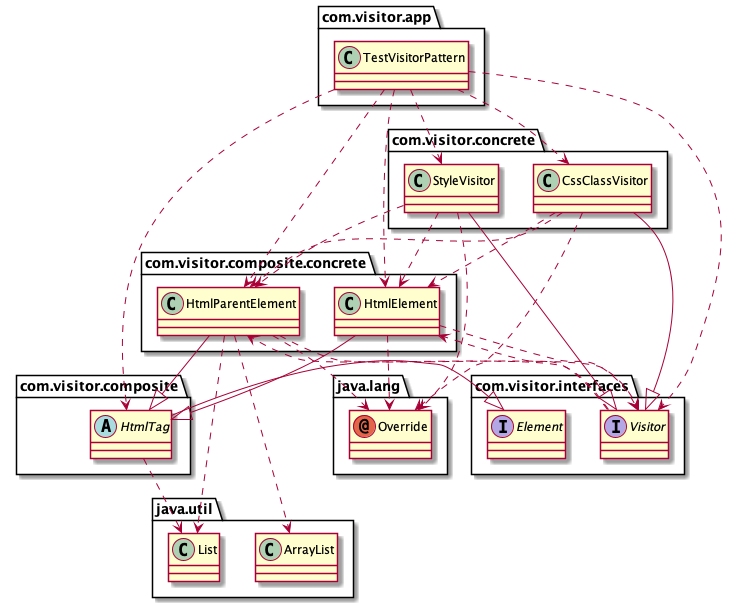 com.visitor.app
C TestVisitorPattern
com.visitor.concrete
C StyleVisitor
C CssClassVisitor
com.visitor.composite.concrete
C HtmlParentElement
C HtmlElement
com.visitor.composite
A HtmlTag
java.lang
@ Override
com.visitor.interfaces
I Element
I Visitor
java.util
C List
C ArrayList